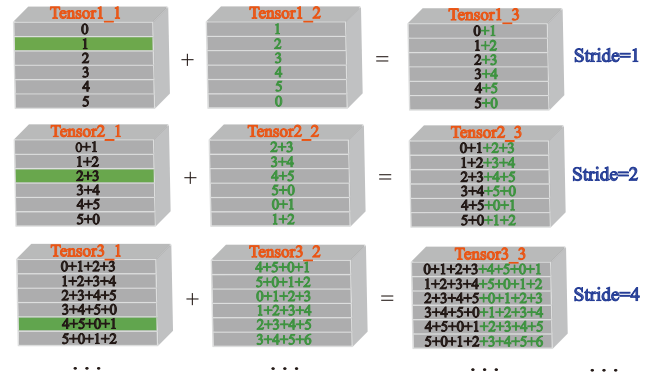 Tensor1_1 Tensor1_2 Tensor1_3
0 1 0+1
1 2 1+2
2 + 3 = 2+3 Stride=1
3 4 3+4
4 5 4+5
5 0 5+0
Tensor2_1 Tensor2_2 Tensor2_3
0+1 2+3 0+1+2+3
1+2 3+4 1+2+3+4
2+3 + 4+5 = 2+3+4+5 Stride=2
3+4 5+0 3+4+5+0
4+5 0+1 4+5+0+1
5+0 1+2 5+0+1+2
Tensor3_1 Tensor3_2 Tensor3_3
0+1+2+3 4+5+0+1 0+1+2+3+4+5+0+1
1+2+3+4 5+0+1+2 1+2+3+4+5+0+1+2
2+3+4+5 + 0+1+2+3 = 2+3+4+5+0+1+2+3 Stride=4
3+4+5+0 1+2+3+4 3+4+5+0+1+2+3+4
4+5+0+1 2+3+4+5 4+5+0+1+2+3+4+5
5+0+1+2 3+4+5+6 5+0+1+2+3+4+5+6
... ... ... ...